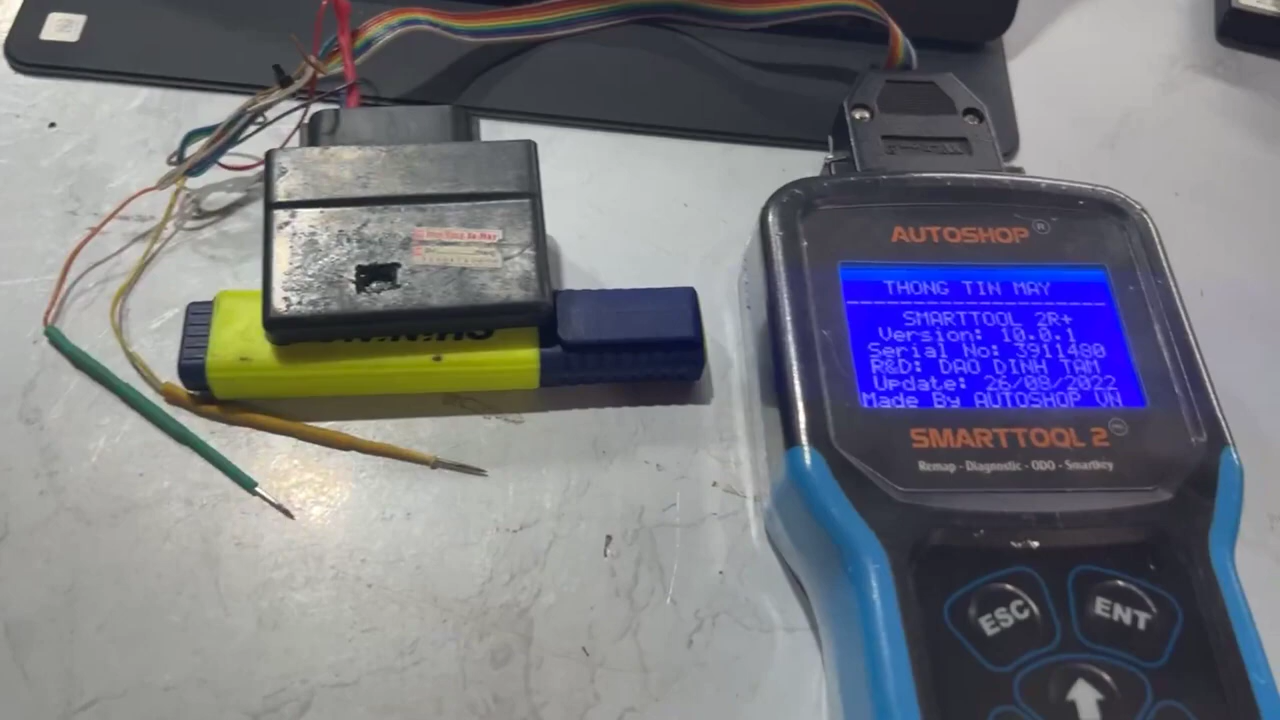 AUTOSHOP ®
THONG TIN MAY
SMARTTOOL 2R+
Version: 10.0.1
Serial No: 3911480
R&D: DAO DINH TAM
Update: 26/08/2022
Made By AUTOSHOP VN
SMARTTOOL 2
Remap - Diagnostic - ODO - Smartkey
ESC
ENT